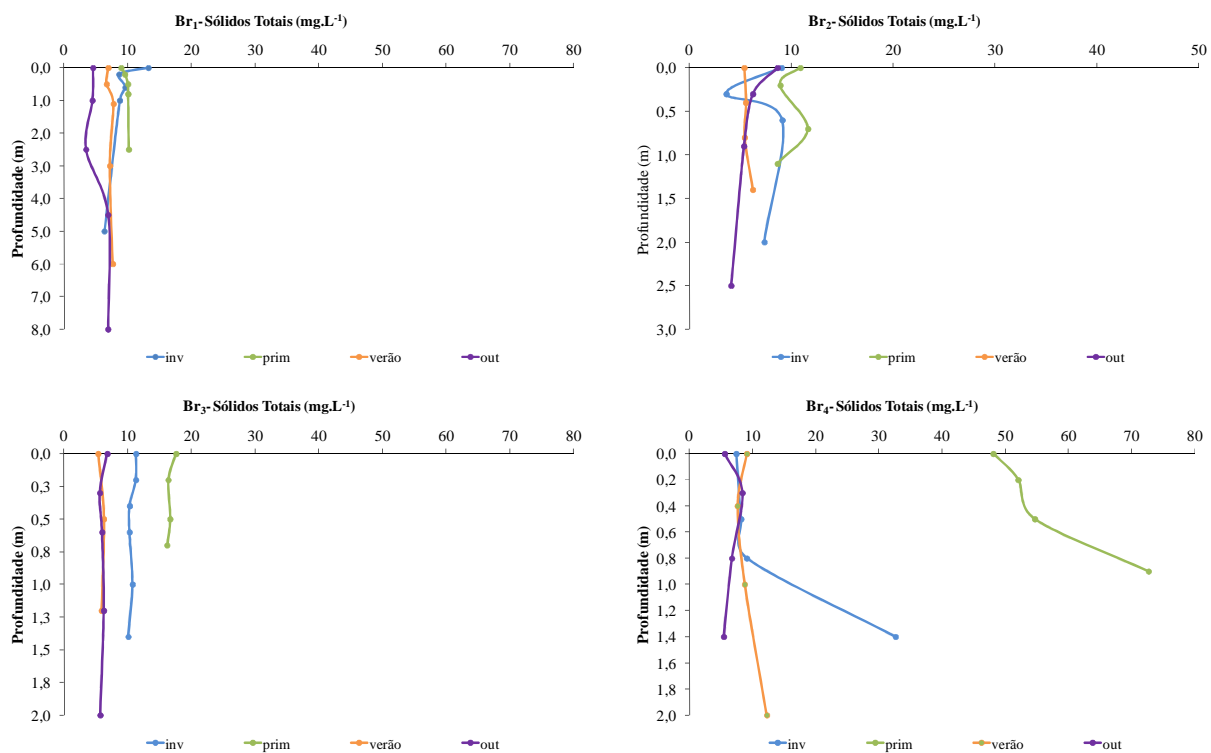 Br₁-Sólidos Totais (mg.L⁻¹)
0 10 20 30 40 50 60 70 80
0,0
1,0
2,0
3,0
4,0
5,0
6,0
7,0
8,0
Profundidade (m)
inv prim verão out
Br₂-Sólidos Totais (mg.L⁻¹)
0 10 20 30 40 50
0,0
0,5
1,0
1,5
2,0
2,5
3,0
Profundidade (m)
inv prim verão out
Br₃-Sólidos Totais (mg.L⁻¹)
0 10 20 30 40 50 60 70 80
0,0
0,3
0,5
0,8
1,0
1,3
1,5
1,8
2,0
Profundidade (m)
inv prim verão out
Br₄-Sólidos Totais (mg.L⁻¹)
0 10 20 30 40 50 60 70 80
0,0
0,2
0,4
0,6
0,8
1,0
1,2
1,4
1,6
1,8
2,0
Profundidade (m)
inv prim verão out